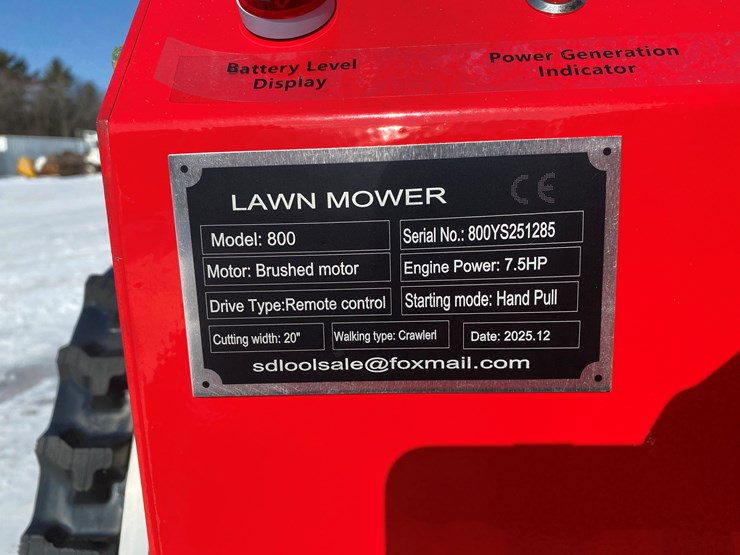 Battery Level
Display
Power Generation
Indicator
LAWN MOWER
CE
Model: 800
Serial No.: 800YS251285
Motor: Brushed motor
Engine Power: 7.5HP
Drive Type:Remote control
Starting mode: Hand Pull
Cutting width: 20"
Walking type: Crawlerl
Date: 2025.12
sdloolsale@foxmail.com